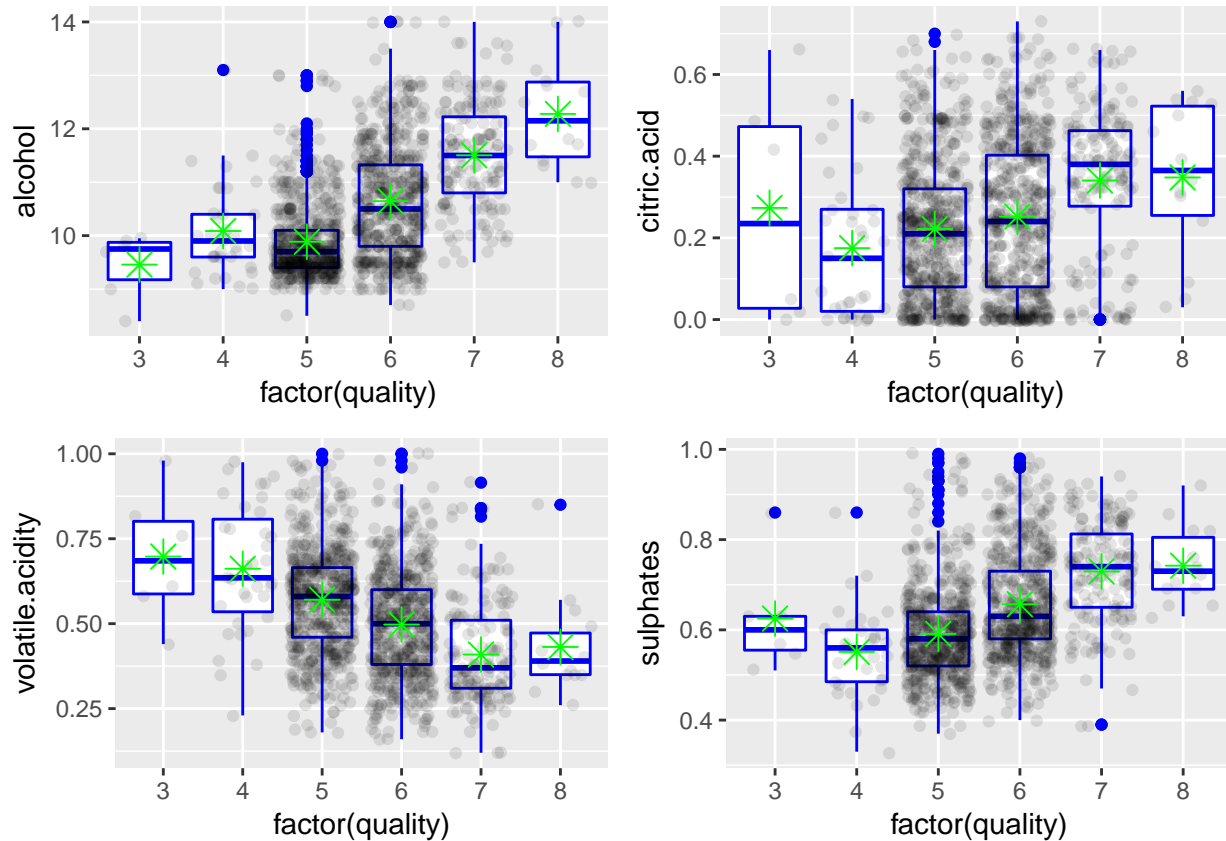 alcohol
14
12
10
3 4 5 6 7 8
factor(quality)
citric.acid
0.6
0.4
0.2
0.0
3 4 5 6 7 8
factor(quality)
volatile.acidity
1.00
0.75
0.50
0.25
3 4 5 6 7 8
factor(quality)
sulphates
1.0
0.8
0.6
0.4
3 4 5 6 7 8
factor(quality)